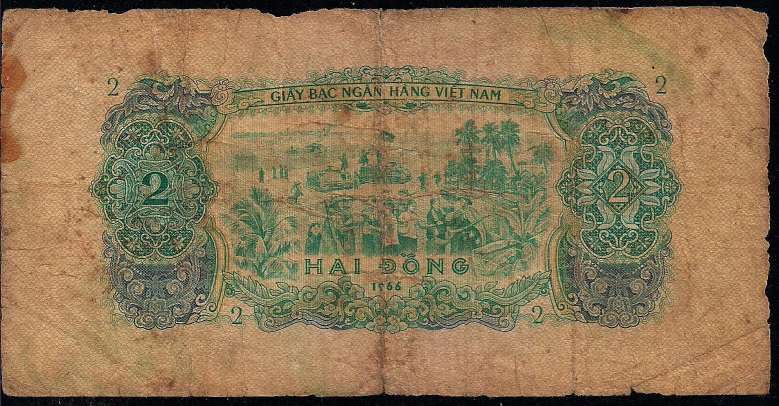 2 2
GIẤY BẠC NGÂN HÀNG VIỆT NAM
2 2
HAI ĐỒNG
1966
2 2